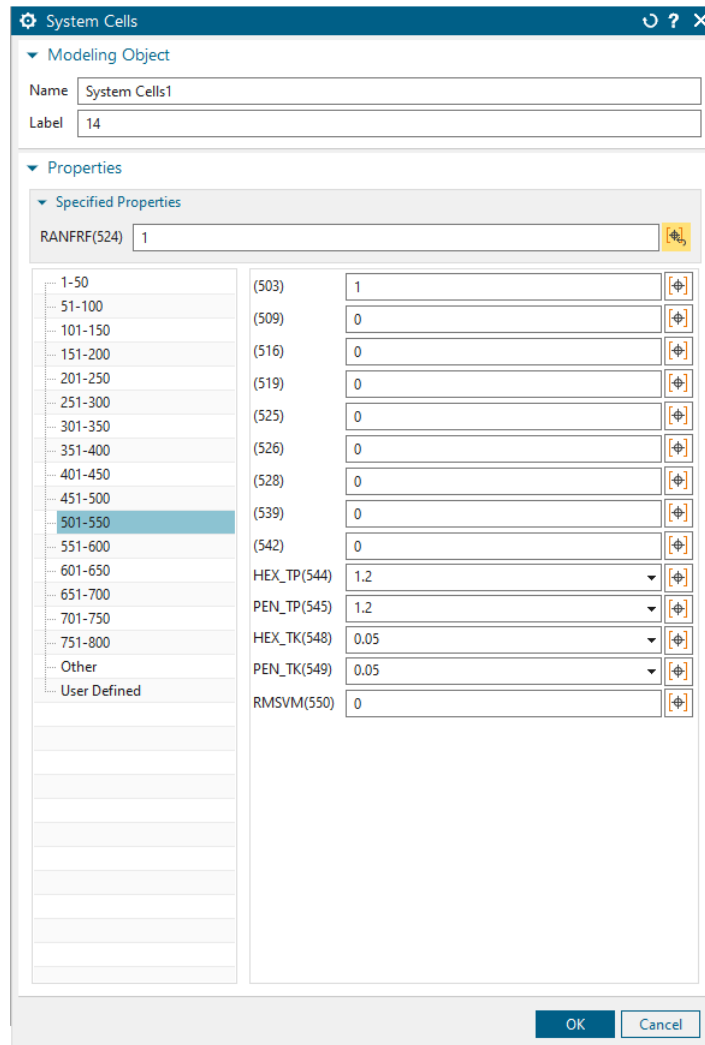 System Cells
Modeling Object
Name System Cells1
Label 14
Properties
Specified Properties
RANFRF(524) 1
1-50
51-100
101-150
151-200
201-250
251-300
301-350
351-400
401-450
451-500
501-550
551-600
601-650
651-700
701-750
751-800
Other
User Defined
(503) 1
(509) 0
(516) 0
(519) 0
(525) 0
(526) 0
(528) 0
(539) 0
(542) 0
HEX_TP(544) 1.2
PEN_TP(545) 1.2
HEX_TK(548) 0.05
PEN_TK(549) 0.05
RMSVM(550) 0
OK Cancel